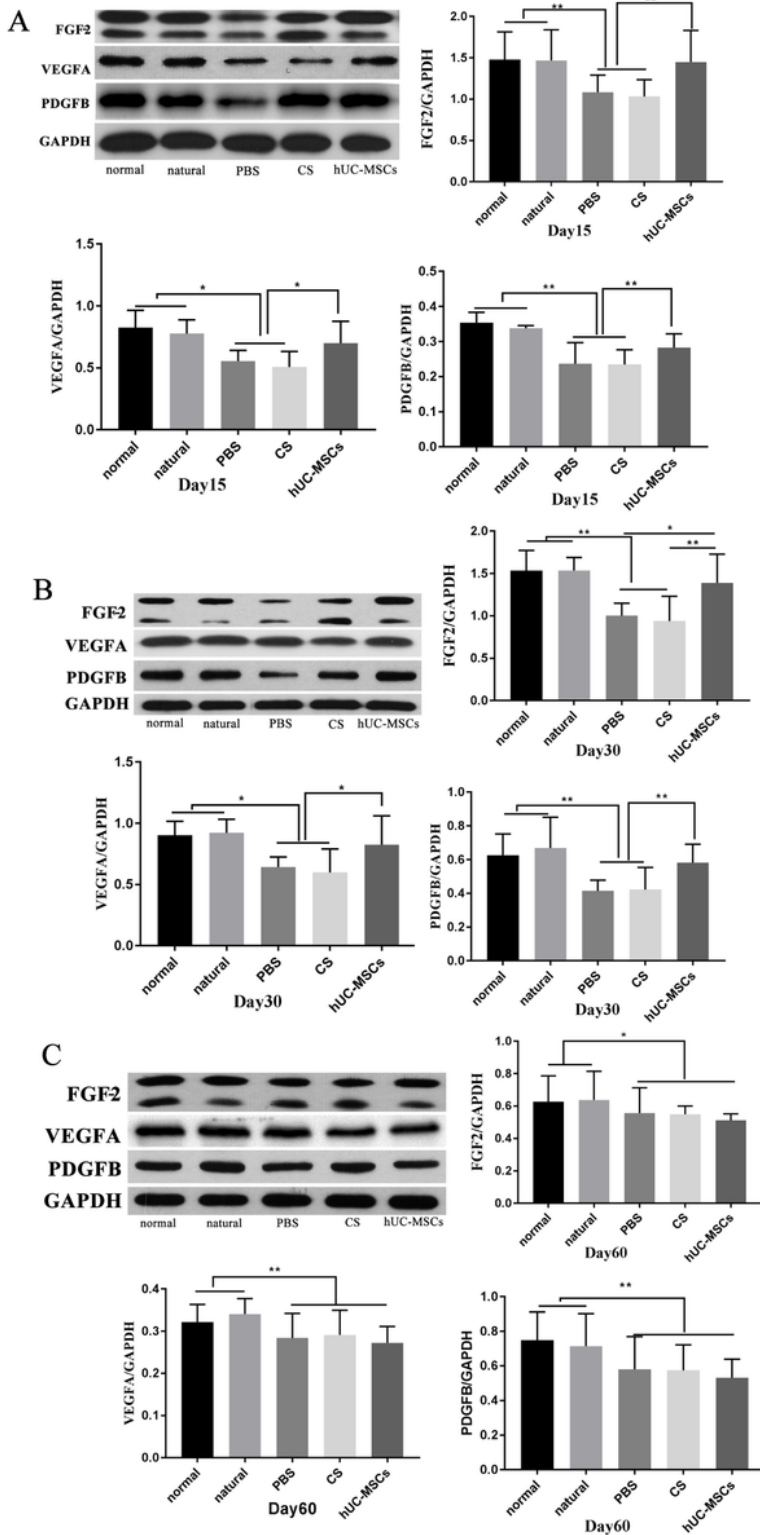 A
FGF2
VEGFA
PDGFB
GAPDH
normal natural PBS CS hUC-MSCs
FGF2/GAPDH
2.0
1.5
1.0
0.5
0.0
**
normal natural PBS CS hUC-MSCs
Day15
VEGFA/GAPDH
1.5
1.0
0.5
0.0
* *
normal natural PBS CS hUC-MSCs
Day15
PDGFB/GAPDH
0.5
0.4
0.3
0.2
0.1
0.0
** **
normal natural PBS CS hUC-MSCs
Day15
B
FGF2
VEGFA
PDGFB
GAPDH
normal natural PBS CS hUC-MSCs
FGF2/GAPDH
2.0
1.5
1.0
0.5
0.0
** *
**
normal natural PBS CS hUC-MSCs
Day30
VEGFA/GAPDH
1.5
1.0
0.5
0.0
* *
normal natural PBS CS hUC-MSCs
Day30
PDGFB/GAPDH
1.0
0.8
0.6
0.4
0.2
0.0
** **
normal natural PBS CS hUC-MSCs
Day30
C
FGF2
VEGFA
PDGFB
GAPDH
normal natural PBS CS hUC-MSCs
FGF2/GAPDH
1.0
0.8
0.6
0.4
0.2
0.0
*
normal natural PBS CS hUC-MSCs
Day60
VEGFA/GAPDH
0.4
0.3
0.2
0.1
0.0
**
normal natural PBS CS hUC-MSCs
Day60
PDGFB/GAPDH
1.0
0.8
0.6
0.4
0.2
0.0
**
normal natural PBS CS hUC-MSCs
Day60